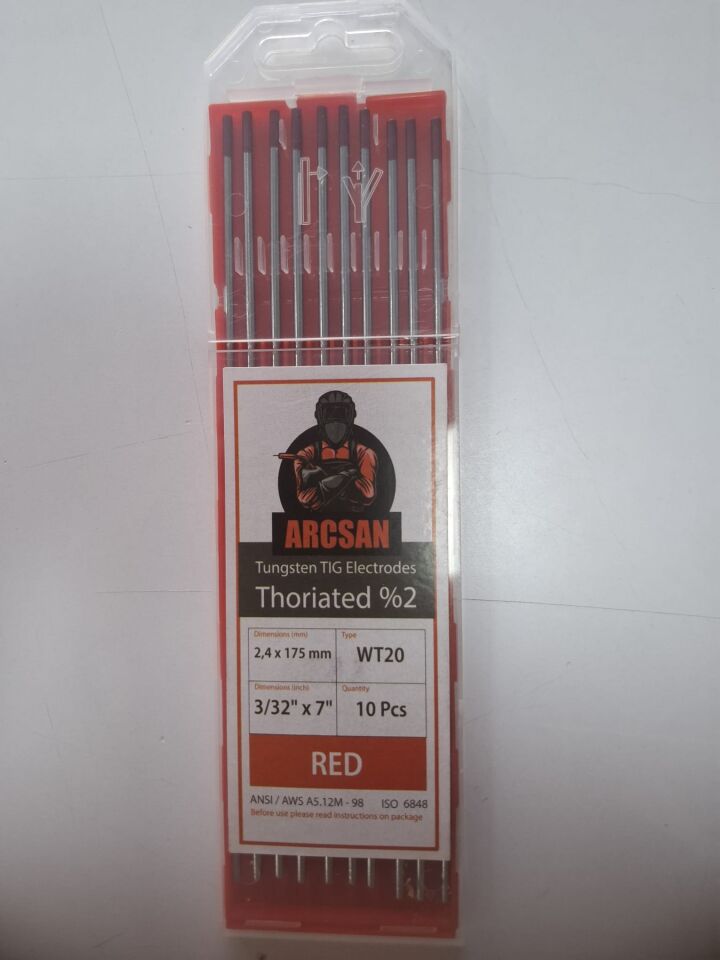 ARCSAN
Tungsten TIG Electrodes
Thoriated %2
Dimensions (mm)
2,4 x 175 mm
Type
WT20
Dimensions (inch)
3/32" x 7"
Quantity
10 Pcs
RED
ANSI / AWS A5.12M - 98 ISO 6848
Before use please read instructions on package